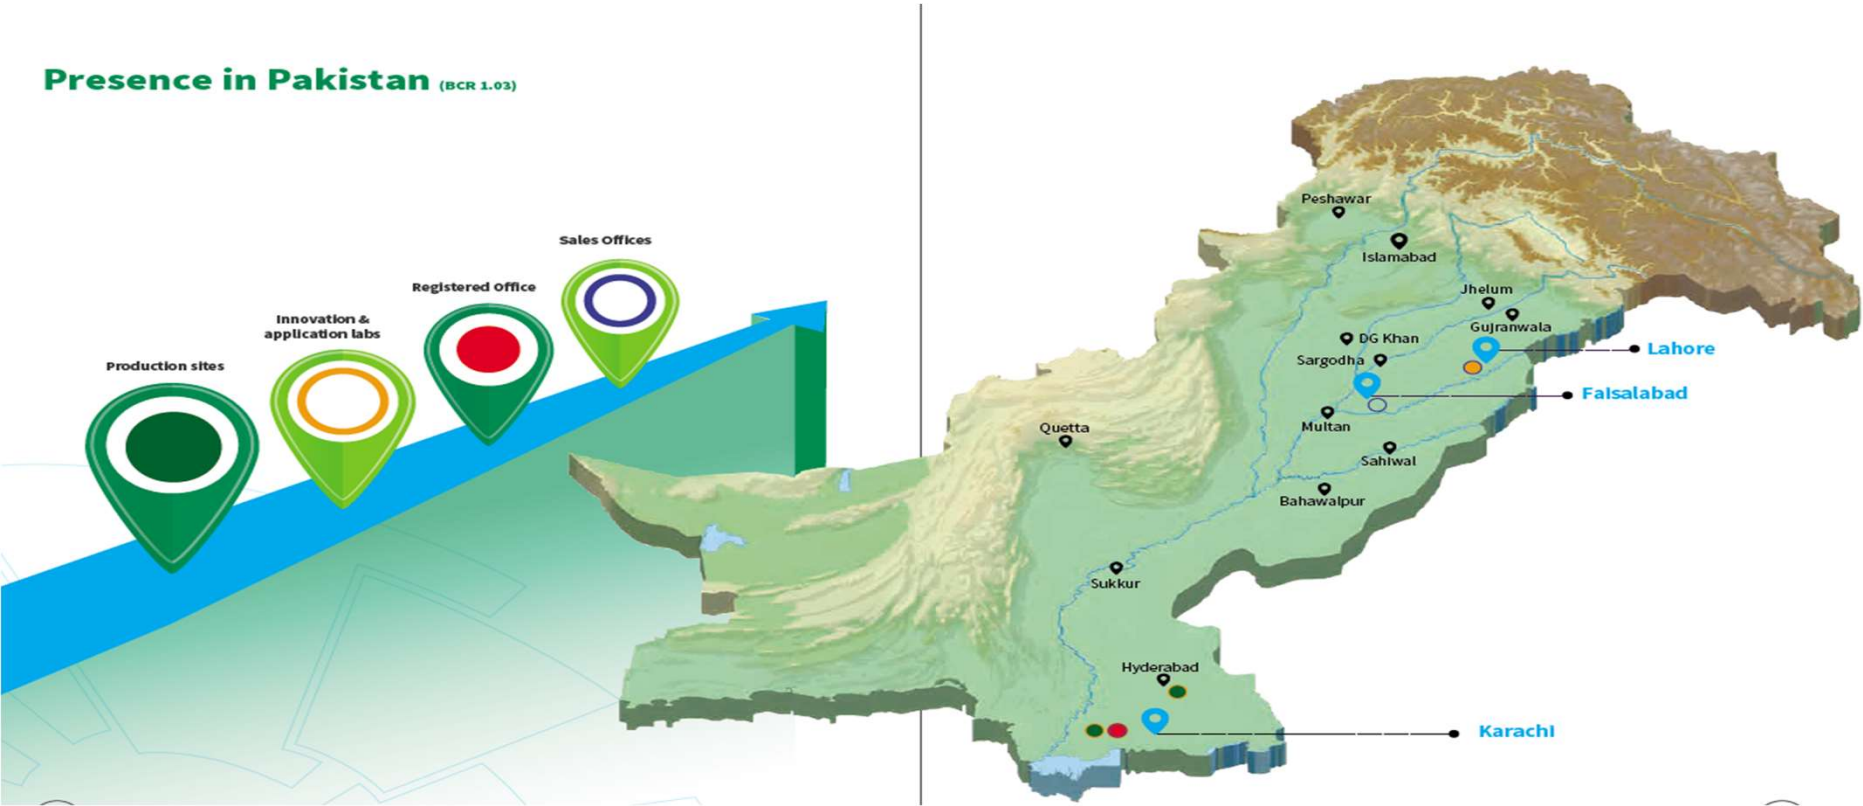 Presence in Pakistan (BCR 1.03)
Sales Offices
Registered Office
Innovation &
application labs
Production sites
Peshawar
Islamabad
Jhelum
Gujranwala
DG Khan
Lahore
Sargodha
Faisalabad
Multan
Quetta
Sahiwal
Bahawalpur
Sukkur
Hyderabad
Karachi